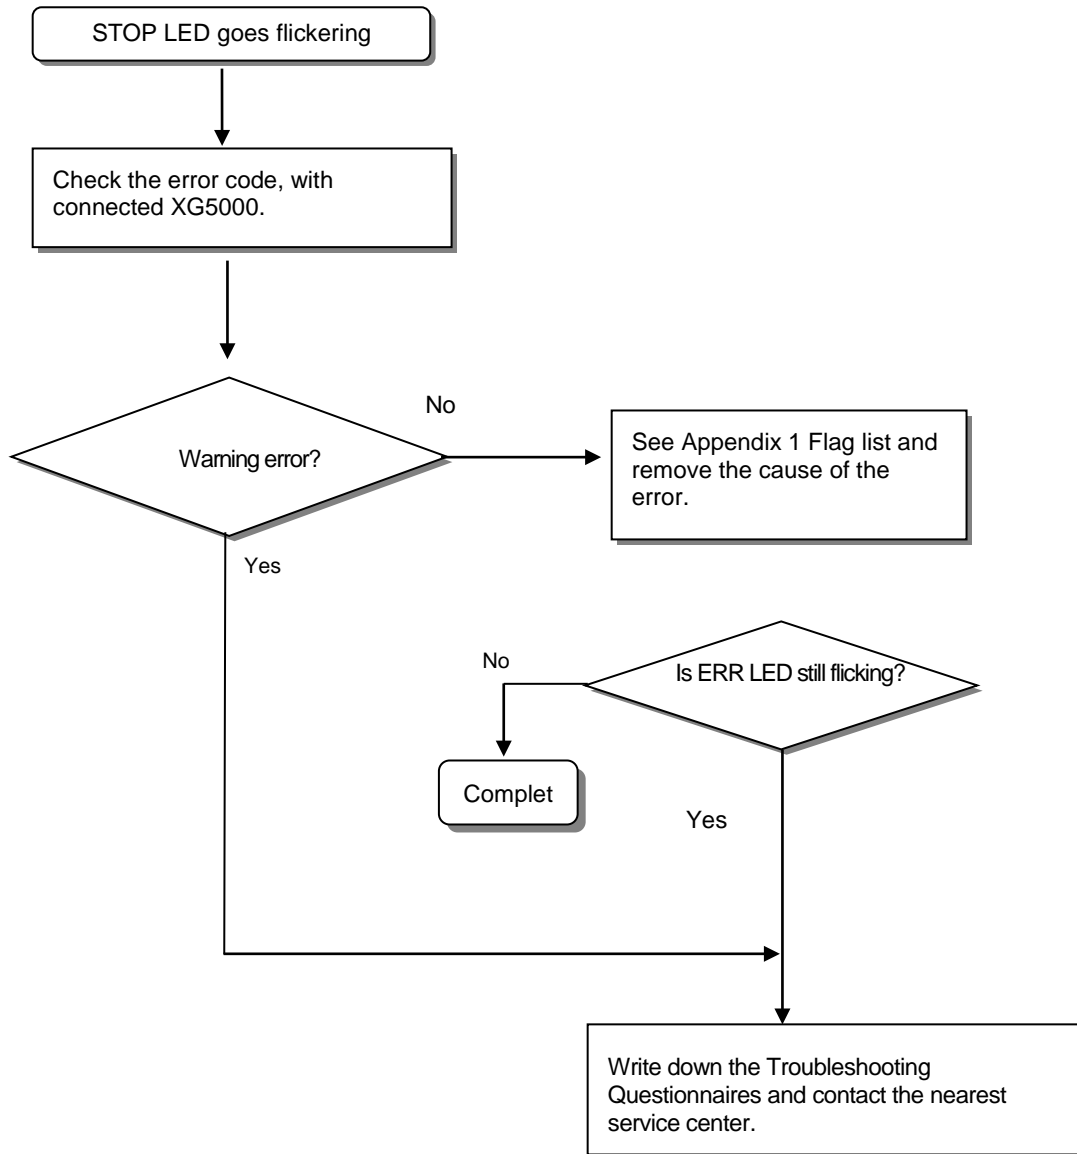 STOP LED goes flickering
Check the error code, with
connected XG5000.
Warning error?
No
See Appendix 1 Flag list and
remove the cause of the
error.
Yes
Is ERR LED still flicking?
No
Complet
Yes
Write down the Troubleshooting
Questionnaires and contact the nearest
service center.